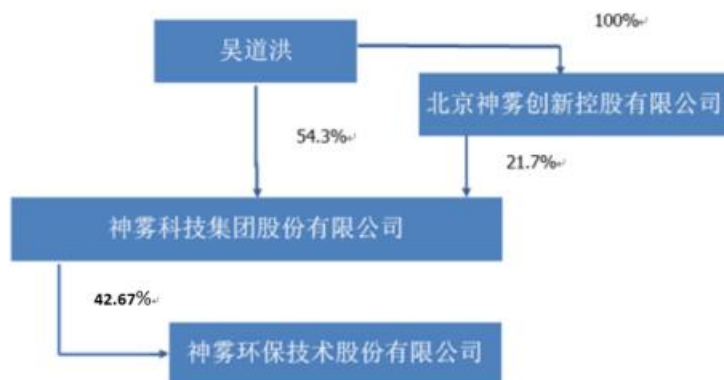 100%
吴道洪
北京神雾创新控股有限公司
54.3%
21.7%
神雾科技集团股份有限公司
42.67%
神雾环保技术股份有限公司